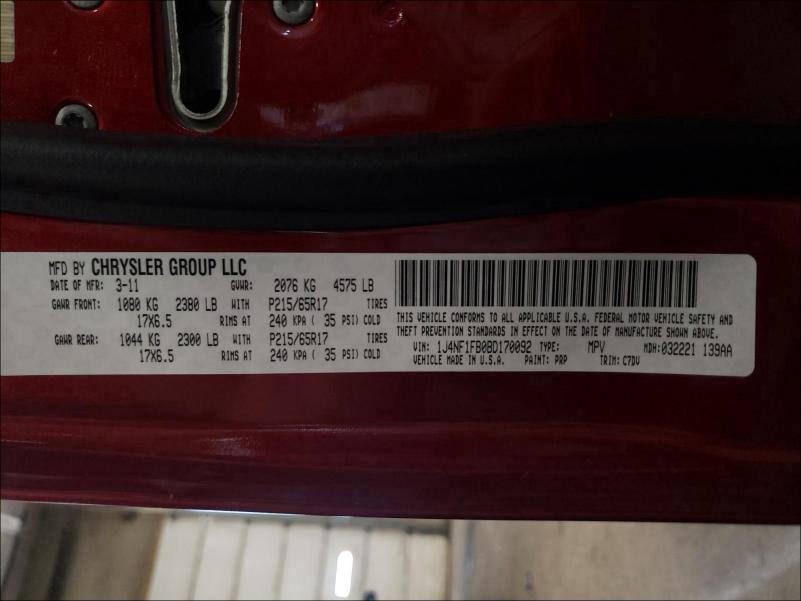 MFD BY CHRYSLER GROUP LLC
DATE OF MFR: 3-11 GVWR: 2076 KG 4575 LB
GAWR FRONT: 1080 KG 2380 LB WITH P215/65R17 TIRES
17X6.5 RIMS AT 240 KPA ( 35 PSI) COLD
GAWR REAR: 1044 KG 2300 LB WITH P215/65R17 TIRES
17X6.5 RIMS AT 240 KPA ( 35 PSI) COLD
THIS VEHICLE CONFORMS TO ALL APPLICABLE U.S.A. FEDERAL MOTOR VEHICLE SAFETY AND
THEFT PREVENTION STANDARDS IN EFFECT ON THE DATE OF MANUFACTURE SHOWN ABOVE.
VIN: 1J4NF1FB0BD170092 TYPE: MPV MDH: 032221 139AA
VEHICLE MADE IN U.S.A. PAINT: PRP TRIM: C7DV